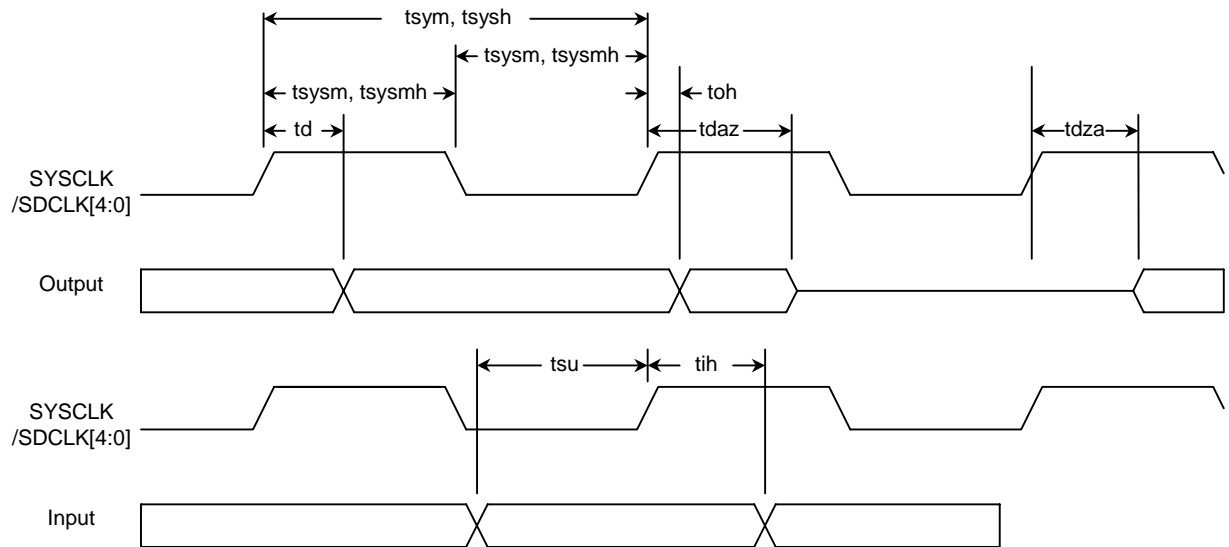 tsym, tsysh
tsysm, tsysmh
tsysm, tsysmh
toh
td
tdaz
tdza
SYSCLK
/SDCLK[4:0]
Output
tsu
tih
SYSCLK
/SDCLK[4:0]
Input